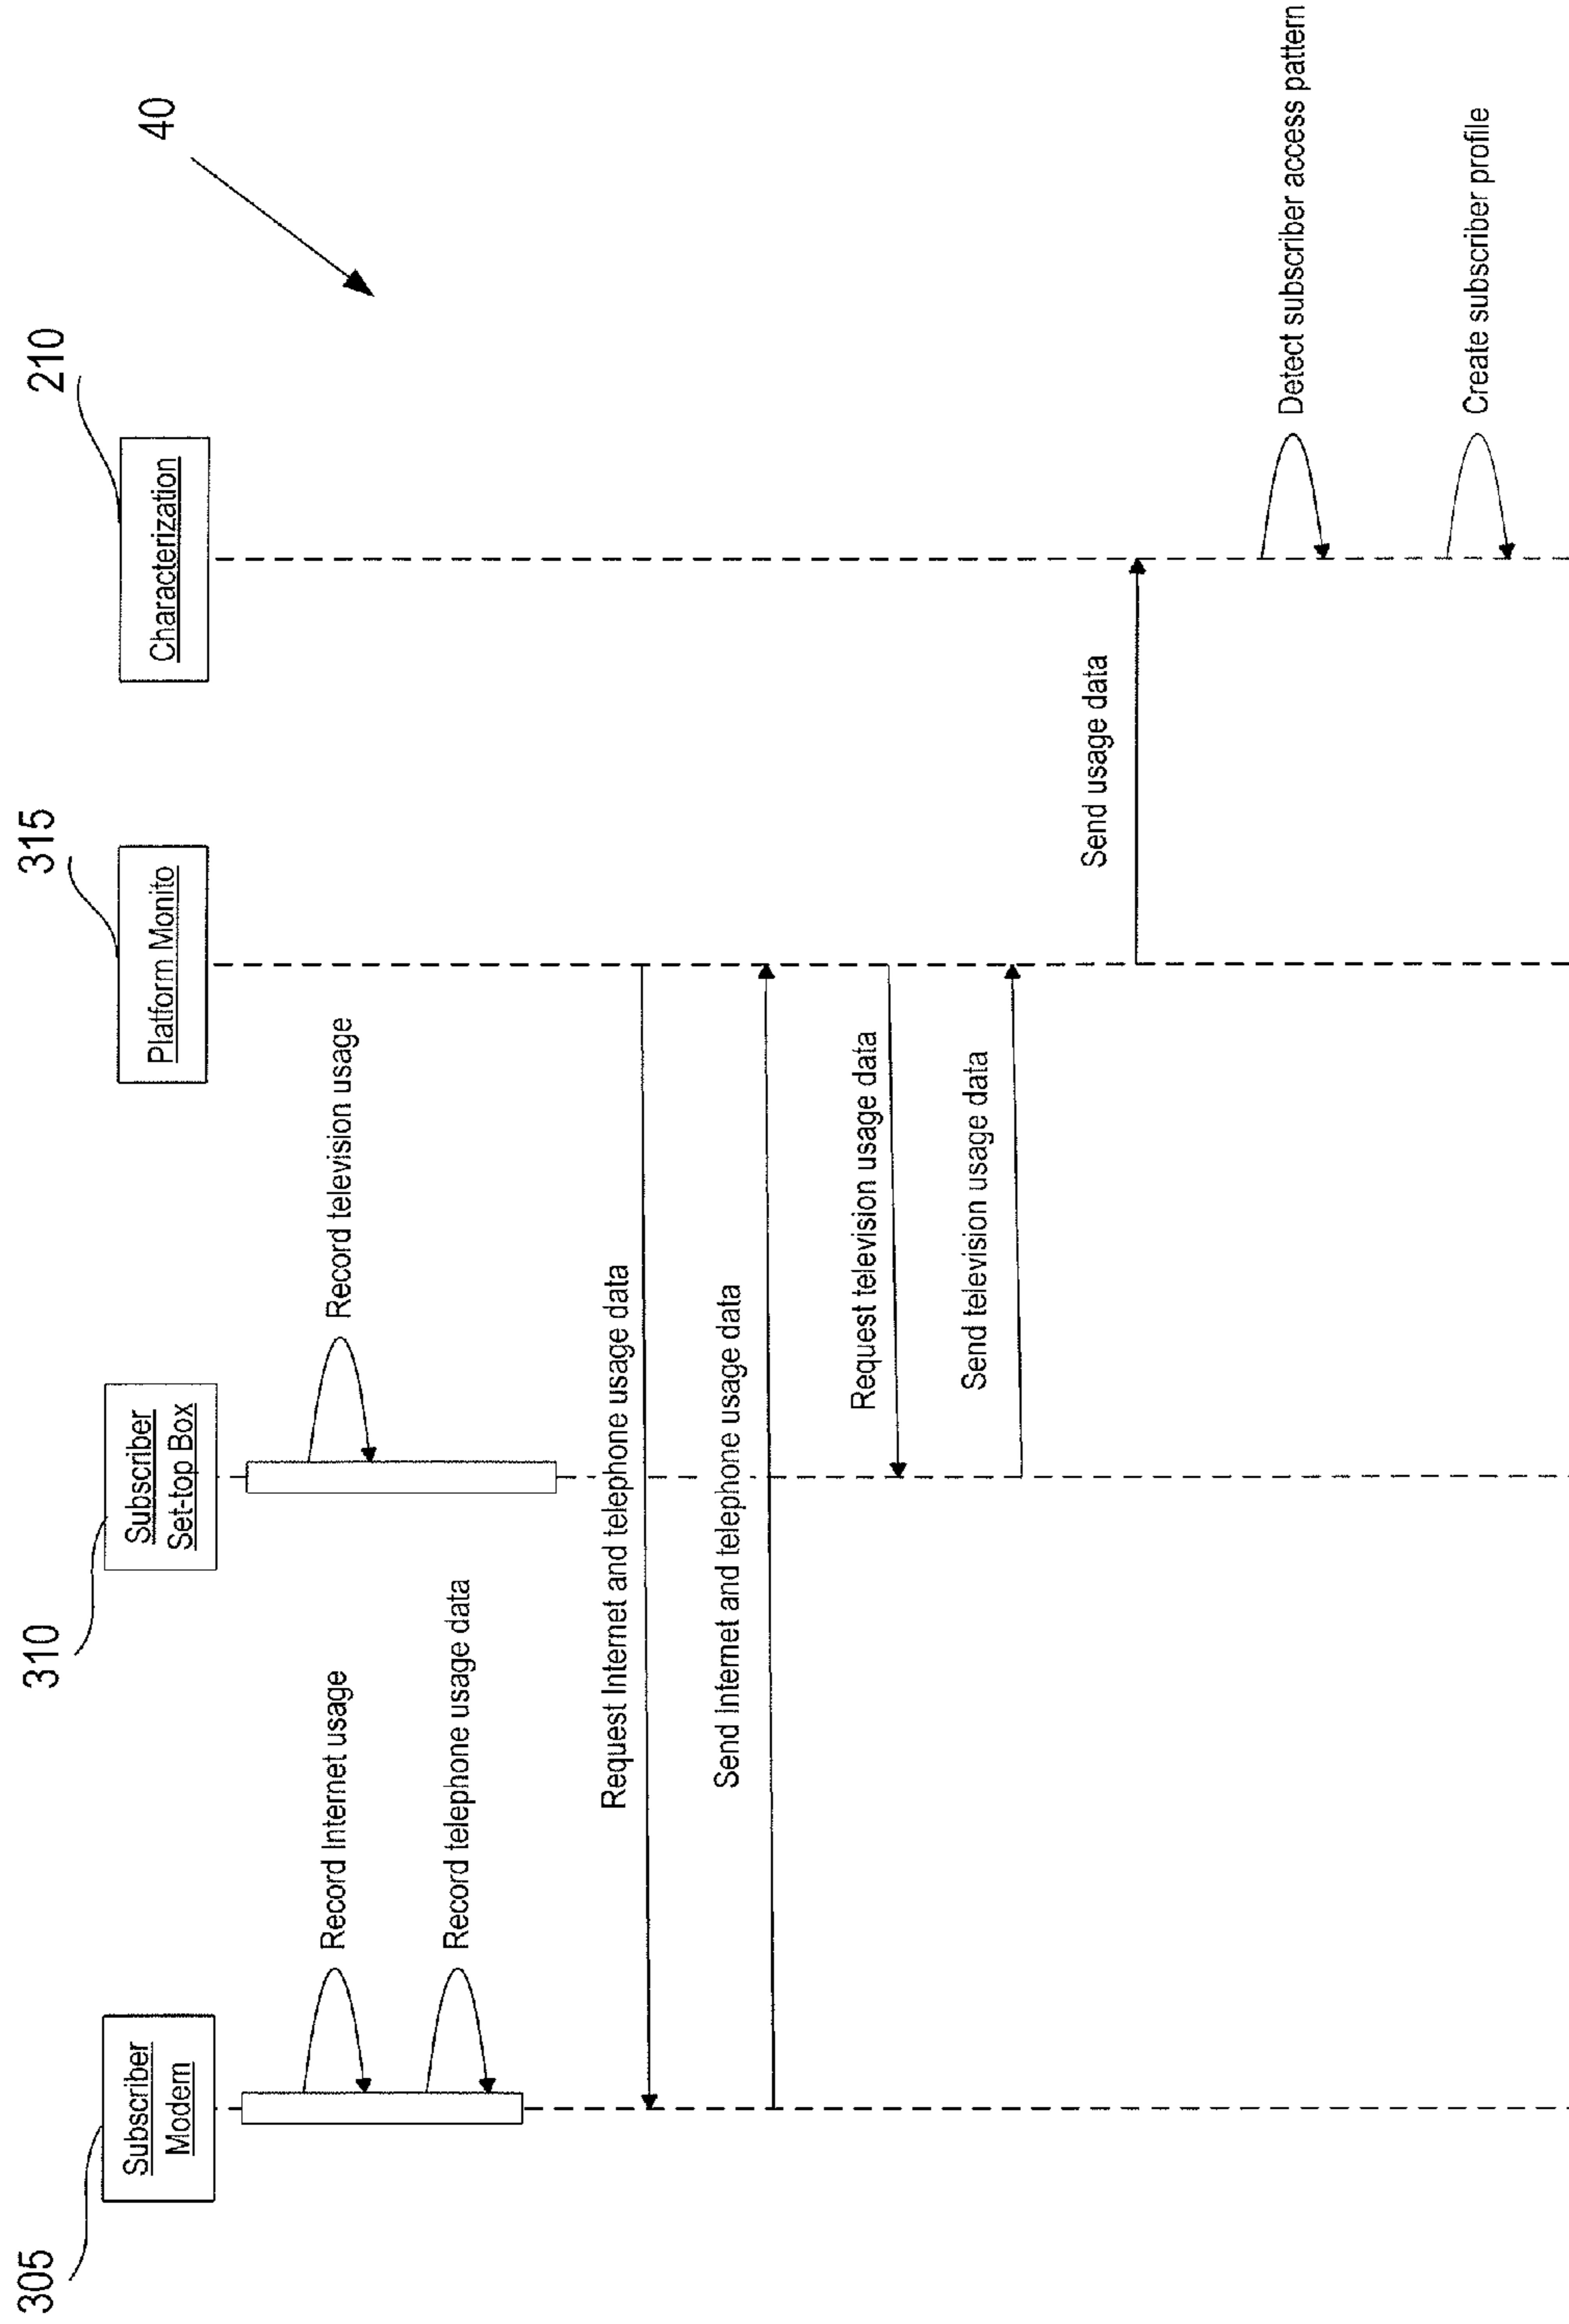 40
305
310
315
210
Subscriber
Modem
Subscriber
Set-top Box
Platform Monito
Characterization
Record Internet usage
Record television usage
Record telephone usage data
Request Internet and telephone usage data
Send internet and telephone usage data
Request television usage data
Send television usage data
Send usage data
Detect subscriber access pattern
Create subscriber profile